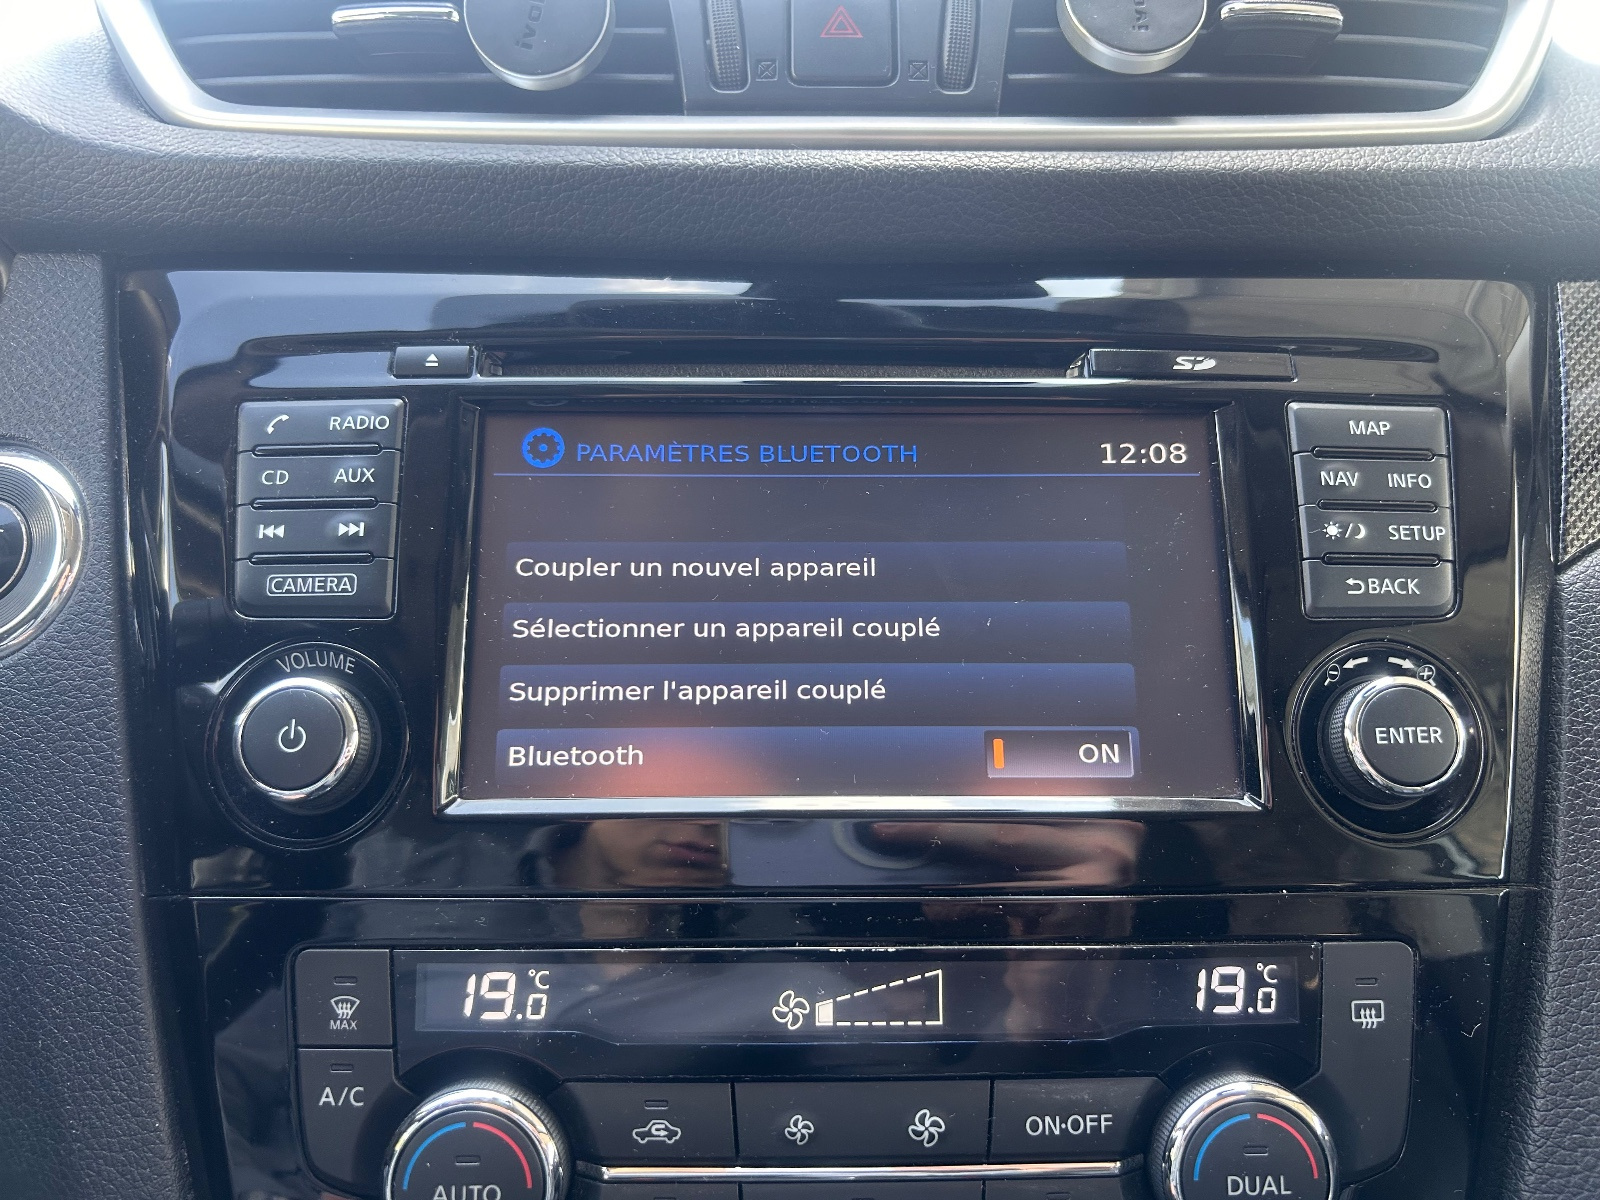 RADIO
CD AUX
CAMERA
VOLUME
PARAMÈTRES BLUETOOTH 12:08
Coupler un nouvel appareil
Sélectionner un appareil couplé
Supprimer l'appareil couplé
Bluetooth ON
SD
MAP
NAV INFO
SETUP
BACK
ENTER
19.0 °C
19.0 °C
MAX
A/C
ON·OFF
AUTO
DUAL